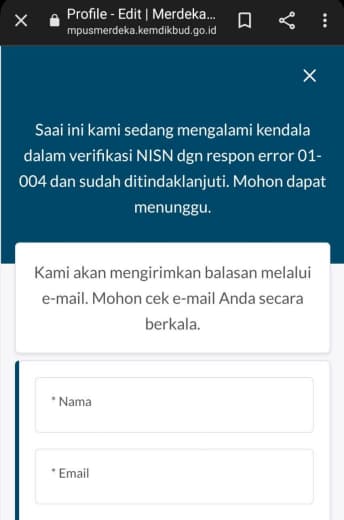 Profile - Edit | Merdeka...
mpusmerdeka.kemdikbud.go.id
Saai ini kami sedang mengalami kendala
dalam verifikasi NISN dgn respon error 01-
004 dan sudah ditindaklanjuti. Mohon dapat
menunggu.
Kami akan mengirimkan balasan melalui
e-mail. Mohon cek e-mail Anda secara
berkala.
* Nama
* Email